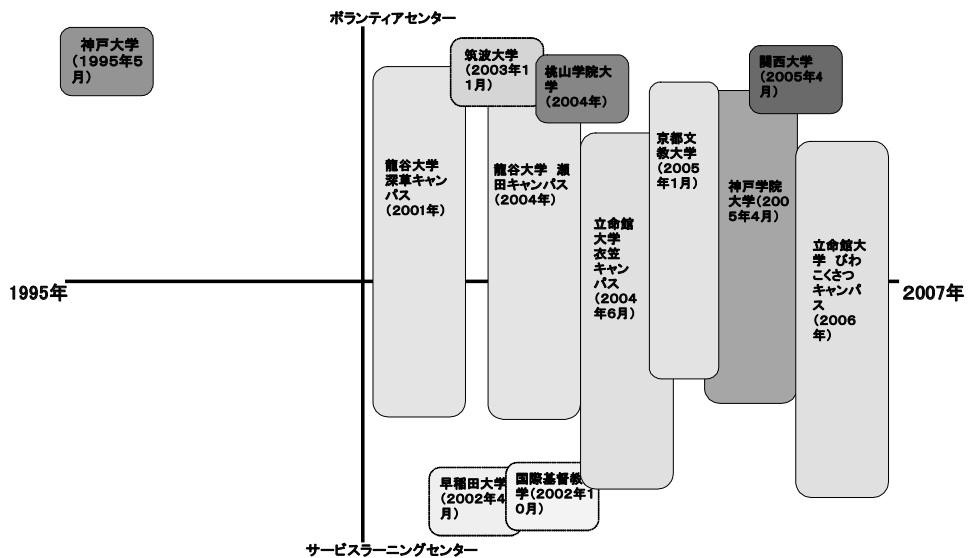 ボランティアセンター
神戸大学
(1995年5
月)
筑波大学
(2003年1
1月)
桃山学院大
学
(2004年)
関西大学
(2005年4
月)
龍谷大学
深草キャン
パス
(2001年)
龍谷大学 瀬
田キャンパス
(2004年)
京都文
教大学
(2005
年1月)
神戸学院
大学(200
5年4月)
立命館
大学
衣笠
キャン
パス
(2004
年6月)
立命館大
学 びわ
こくさつ
キャンパ
ス
(2006
年)
1995年
2007年
早稲田大学
(2002年4
月)
国際基督教
学(2002年1
0月)
サービスラーニングセンター